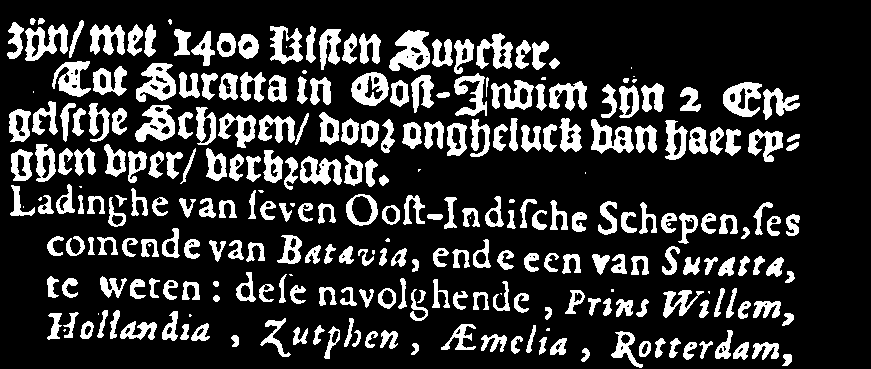 zijn/ met 1400 Kisten Suycker.
Tot Suratta in Oost-Indien zijn 2 En⸗
gelsche Schepen/ door ongheluck van haer ey⸗
ghen vyer/ verbrandt.
Ladinghe van seven Oost-Indische Schepen, ses
comende van Batavia, ende een van Suratta,
te weten : dese navolghende , Prins Willem,
Hollandia , Zutphen , Æmelia , Rotterdam,